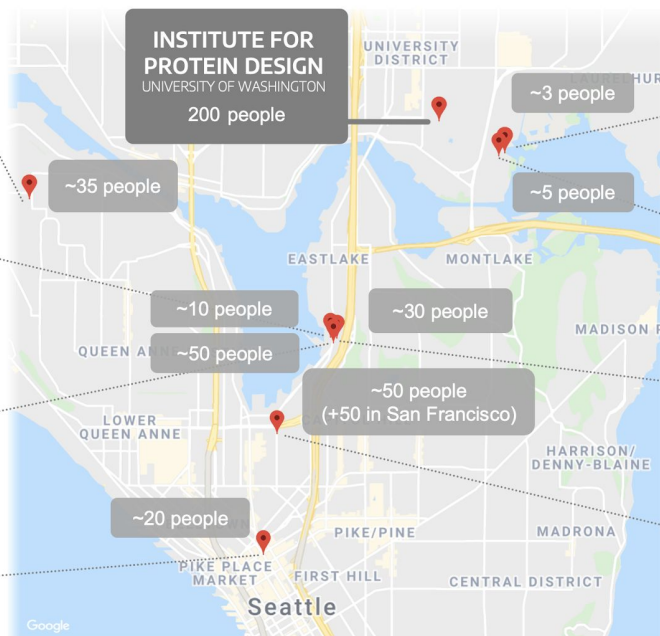 INSTITUTE FOR
PROTEIN DESIGN
UNIVERSITY OF WASHINGTON
200 people
UNIVERSITY
DISTRICT
~3 people
~35 people
~5 people
EASTLAKE
MONTLAKE
~10 people
~30 people
MADISON
QUEEN
~50 people
~50 people
(+50 in San Francisco)
LOWER
QUEEN ANNE
HARRISON/
DENNY-BLAINE
~20 people
PIKE/PINE
MADRONA
PIKE PLACE
MARKET
FIRST HILL
CENTRAL DISTRICT
Seattle
Google